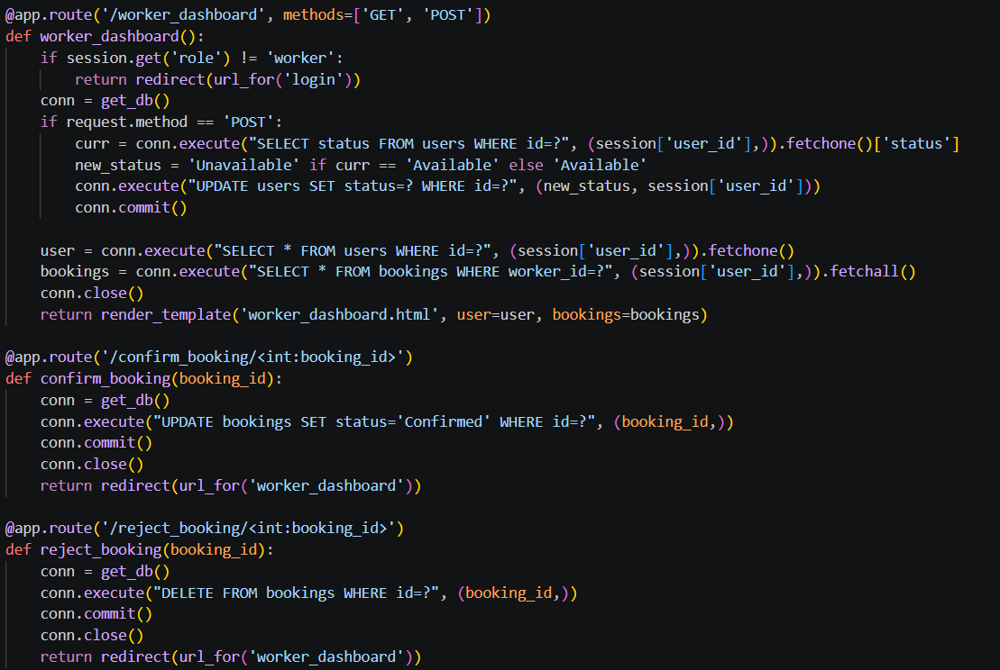 @app.route('/worker_dashboard', methods=['GET', 'POST'])
def worker_dashboard():
    if session.get('role') != 'worker':
        return redirect(url_for('login'))
    conn = get_db()
    if request.method == 'POST':
        curr = conn.execute("SELECT status FROM users WHERE id=?", (session['user_id'],)).fetchone()['status']
        new_status = 'Unavailable' if curr == 'Available' else 'Available'
        conn.execute("UPDATE users SET status=? WHERE id=?", (new_status, session['user_id']))
        conn.commit()

    user = conn.execute("SELECT * FROM users WHERE id=?", (session['user_id'],)).fetchone()
    bookings = conn.execute("SELECT * FROM bookings WHERE worker_id=?", (session['user_id'],)).fetchall()
    conn.close()
    return render_template('worker_dashboard.html', user=user, bookings=bookings)

@app.route('/confirm_booking/<int:booking_id>')
def confirm_booking(booking_id):
    conn = get_db()
    conn.execute("UPDATE bookings SET status='Confirmed' WHERE id=?", (booking_id,))
    conn.commit()
    conn.close()
    return redirect(url_for('worker_dashboard'))

@app.route('/reject_booking/<int:booking_id>')
def reject_booking(booking_id):
    conn = get_db()
    conn.execute("DELETE FROM bookings WHERE id=?", (booking_id,))
    conn.commit()
    conn.close()
    return redirect(url_for('worker_dashboard'))